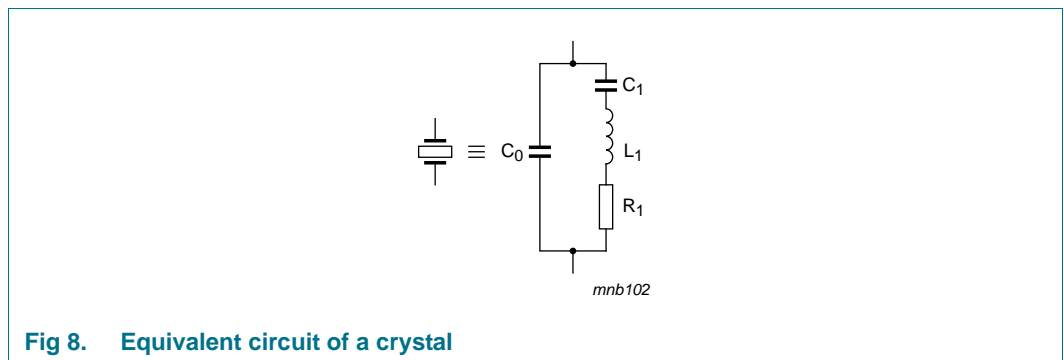 C1
C0
L1
R1
mnb102
Fig 8. Equivalent circuit of a crystal